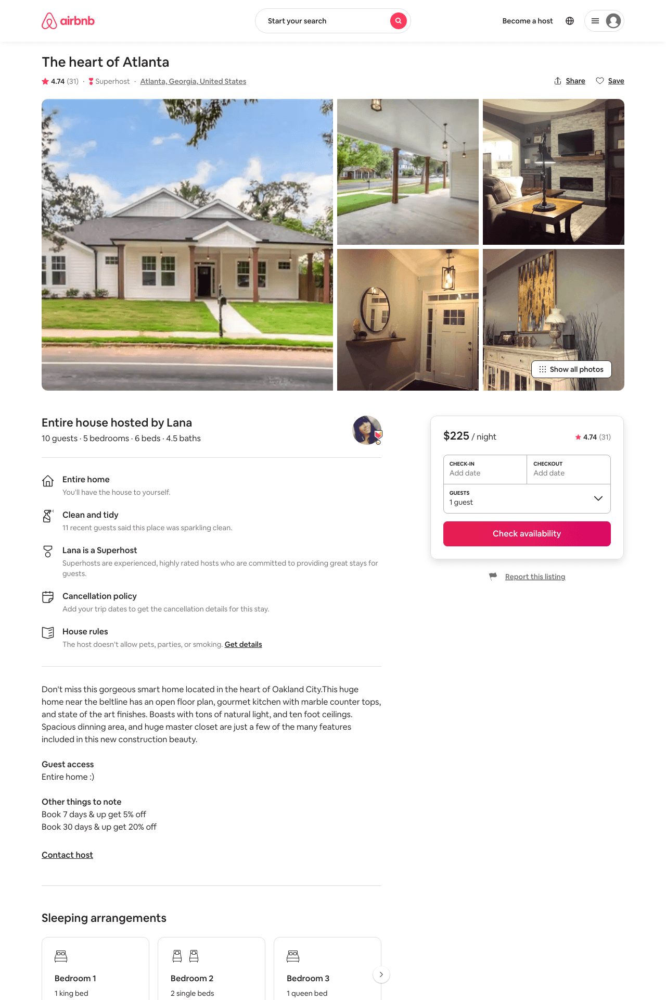 airbnb
Start your search
Become a host
The heart of Atlanta
4.74 (31) · Superhost · Atlanta, Georgia, United States
Share
Save
Show all photos
Entire house hosted by Lana
10 guests · 5 bedrooms · 6 beds · 4.5 baths
$225 / night
4.74 (31)
CHECK-IN
Add date
CHECKOUT
Add date
GUESTS
1 guest
Check availability
Report this listing
Entire home
You’ll have the house to yourself.
Clean and tidy
11 recent guests said this place was sparkling clean.
Lana is a Superhost
Superhosts are experienced, highly rated hosts who are committed to providing great stays for
guests.
Cancellation policy
Add your trip dates to get the cancellation details for this stay.
House rules
The host doesn’t allow pets, parties, or smoking. Get details
Don't miss this gorgeous smart home located in the heart of Oakland City.This huge
home near the beltline has an open floor plan, gourmet kitchen with marble counter tops,
and state of the art finishes. Boasts with tons of natural light, and ten foot ceilings.
Spacious dinning area, and huge master closet are just a few of the many features
included in this new construction beauty.
Guest access
Entire home :)
Other things to note
Book 7 days & up get 5% off
Book 30 days & up get 20% off
Contact host
Sleeping arrangements
Bedroom 1
1 king bed
Bedroom 2
2 single beds
Bedroom 3
1 queen bed